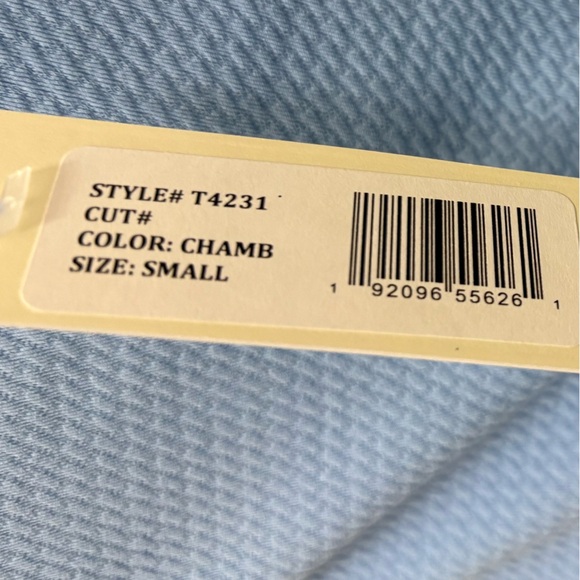 STYLE# T4231
CUT#
COLOR: CHAMB
SIZE: SMALL
1 92096 55626 1